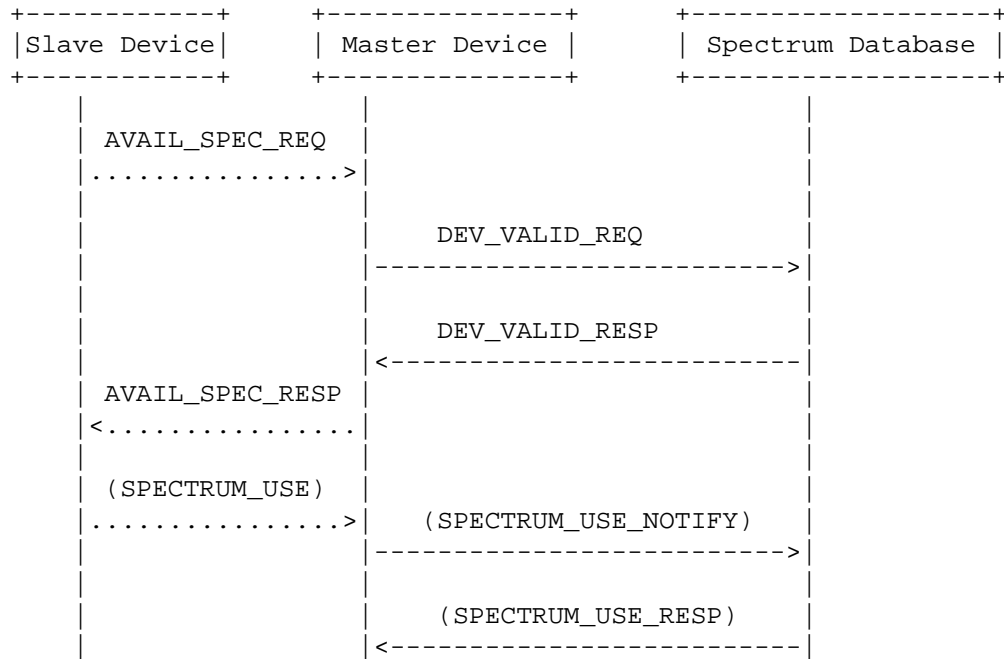 Slave Device
Master Device
Spectrum Database
AVAIL_SPEC_REQ
DEV_VALID_REQ
DEV_VALID_RESP
AVAIL_SPEC_RESP
(SPECTRUM_USE)
(SPECTRUM_USE_NOTIFY)
(SPECTRUM_USE_RESP)